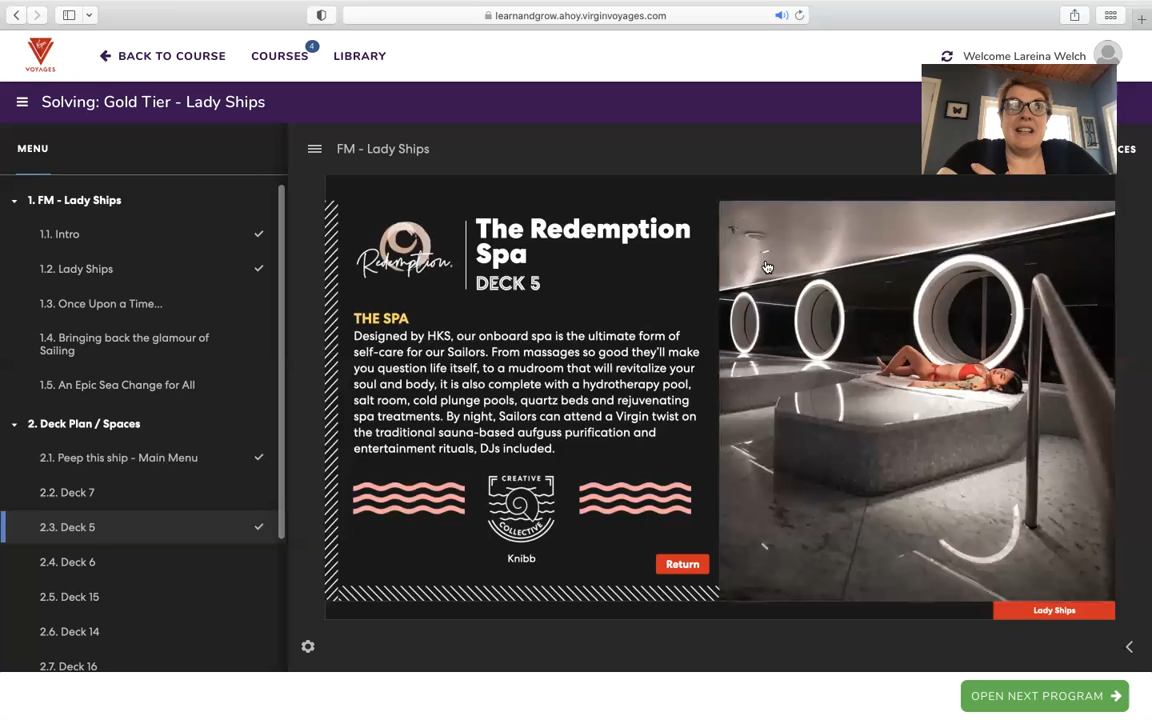 learnandgrow.ahoy.virginvoyages.com
VOYAGES
BACK TO COURSE
COURSES
4
LIBRARY
Welcome Lareina Welch
Solving: Gold Tier - Lady Ships
MENU
FM - Lady Ships
CES
1. FM - Lady Ships
1.1. Intro
1.2. Lady Ships
1.3. Once Upon a Time...
1.4. Bringing back the glamour of
Sailing
1.5. An Epic Sea Change for All
2. Deck Plan / Spaces
2.1. Peep this ship - Main Menu
2.2. Deck 7
2.3. Deck 5
2.4. Deck 6
2.5. Deck 15
2.6. Deck 14
2.7. Deck 16
Redemption.
The Redemption
Spa
DECK 5
THE SPA
Designed by HKS, our onboard spa is the ultimate form of
self-care for our Sailors. From massages so good they'll make
you question life itself, to a mudroom that will revitalize your
soul and body, it is also complete with a hydrotherapy pool,
salt room, cold plunge pools, quartz beds and rejuvenating
spa treatments. By night, Sailors can attend a Virgin twist on
the traditional sauna-based aufguss purification and
entertainment rituals, DJs included.
CREATIVE
COLLECTIVE
Knibb
Return
Lady Ships
OPEN NEXT PROGRAM